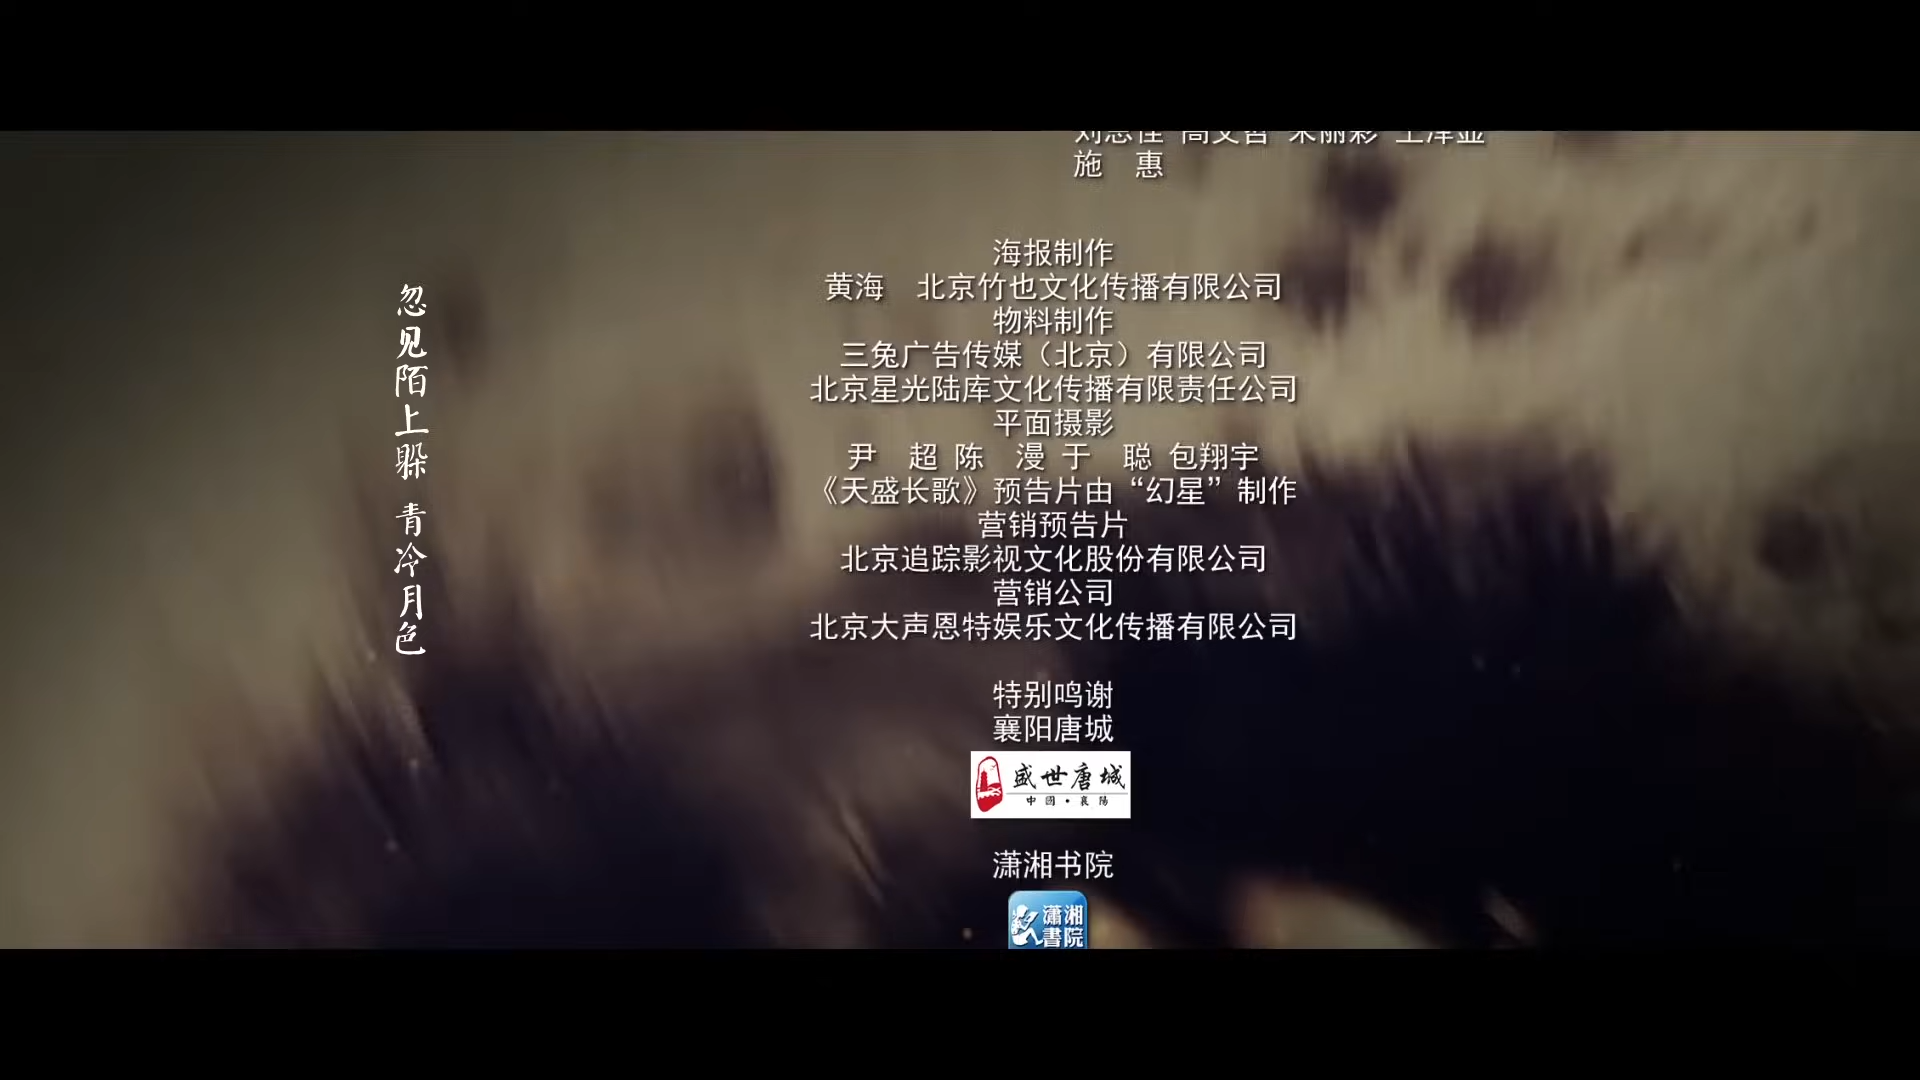 施 惠
海报制作
黄海 北京竹也文化传播有限公司
物料制作
三兔广告传媒（北京）有限公司
北京星光陆库文化传播有限责任公司
平面摄影
尹 超 陈 漫 于 聪 包翔宇
《天盛长歌》预告片由“幻星”制作
营销预告片
北京追踪影视文化股份有限公司
营销公司
北京大声恩特娱乐文化传播有限公司
特别鸣谢
襄阳唐城
盛世唐城
中國·襄陽
潇湘书院
瀟湘
書院
忽见陌上躲 青冷月色